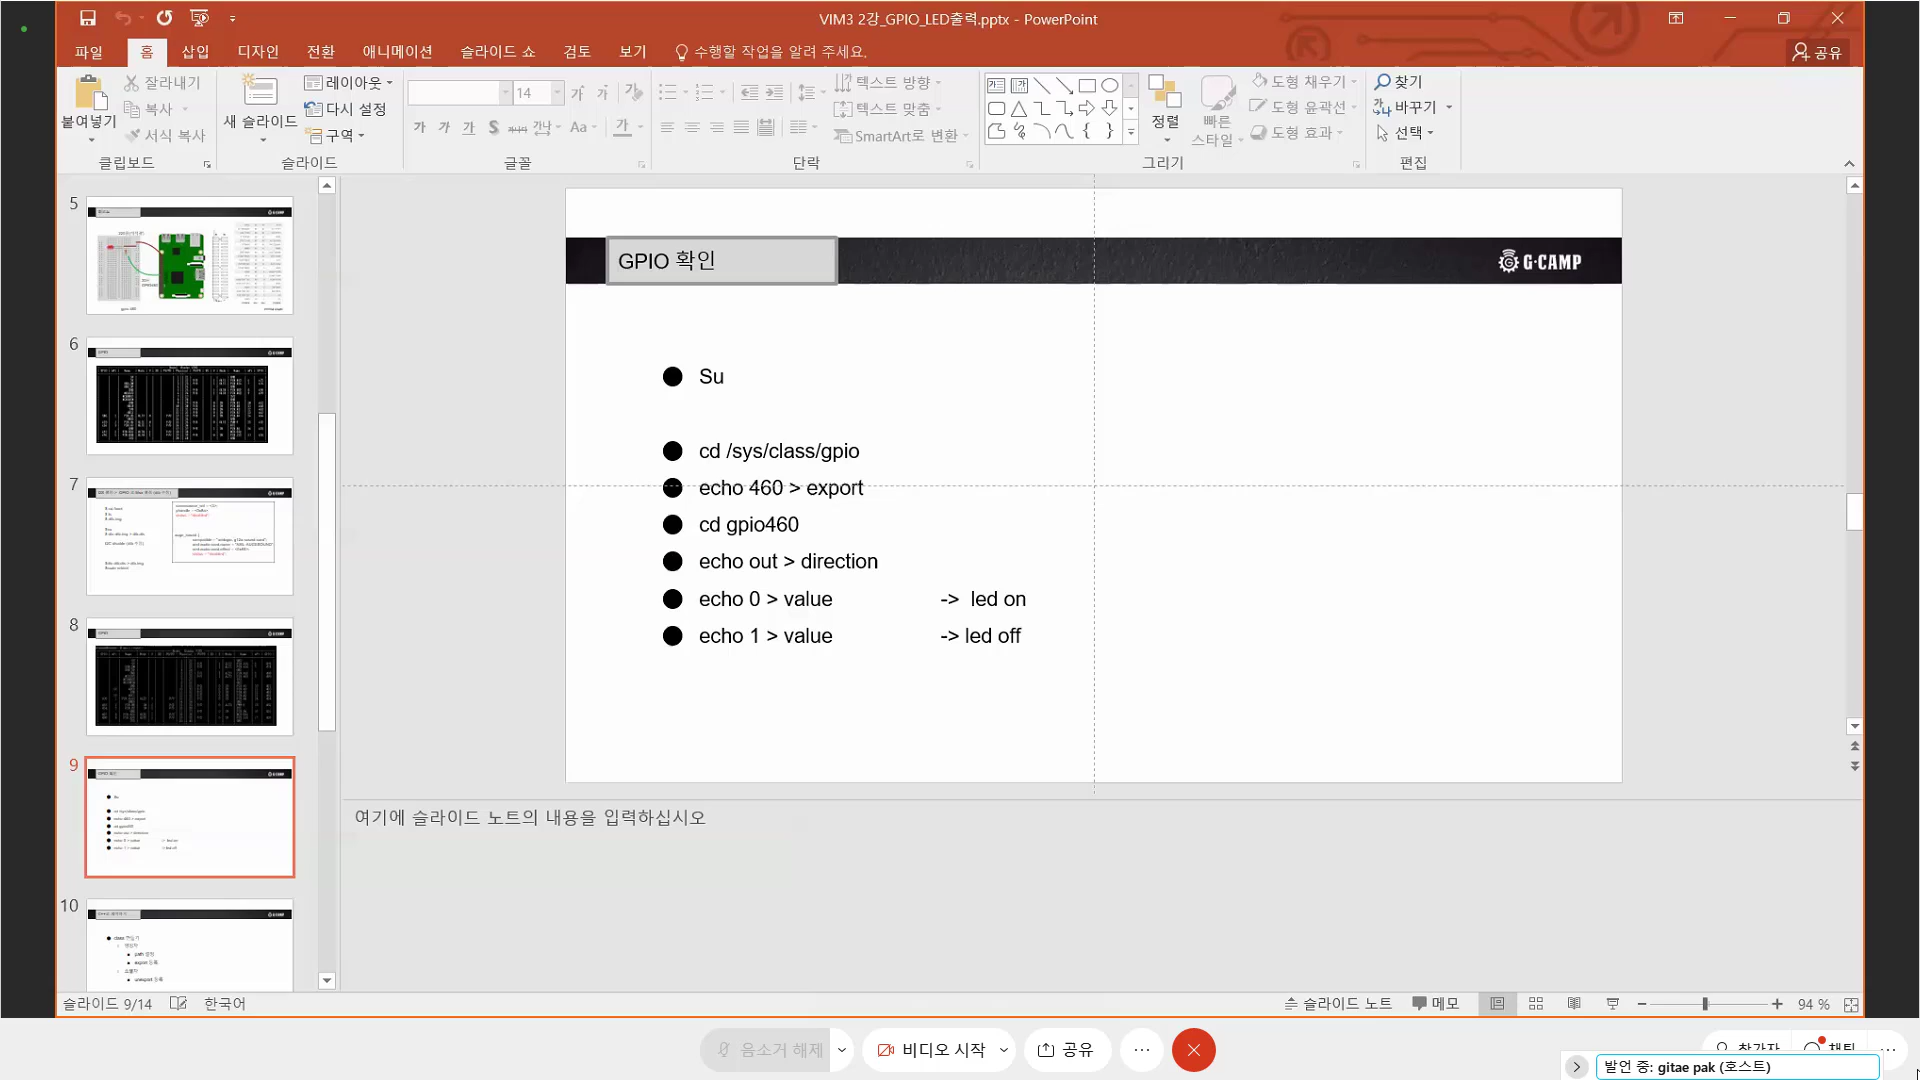 VIM3 2강_GPIO_LED출력.pptx - PowerPoint
파일
홈
삽입
디자인
전환
애니메이션
슬라이드 쇼
검토
보기
수행할 작업을 알려 주세요.
공유
붙여넣기
잘라내기
복사
서식 복사
클립보드
새 슬라이드
레이아웃
다시 설정
구역
슬라이드
14
글꼴
텍스트 방향
텍스트 맞춤
SmartArt로 변환
단락
정렬
빠른 스타일
도형 채우기
도형 윤곽선
도형 효과
그리기
찾기
바꾸기
선택
편집
5
6
7
8
9
10
GPIO 확인
G·CAMP
Su
cd /sys/class/gpio
echo 460 > export
cd gpio460
echo out > direction
echo 0 > value -> led on
echo 1 > value -> led off
여기에 슬라이드 노트의 내용을 입력하십시오
슬라이드 9/14
한국어
슬라이드 노트
메모
94 %
음소거 해제
비디오 시작
공유
발언 중: gitae pak (호스트)